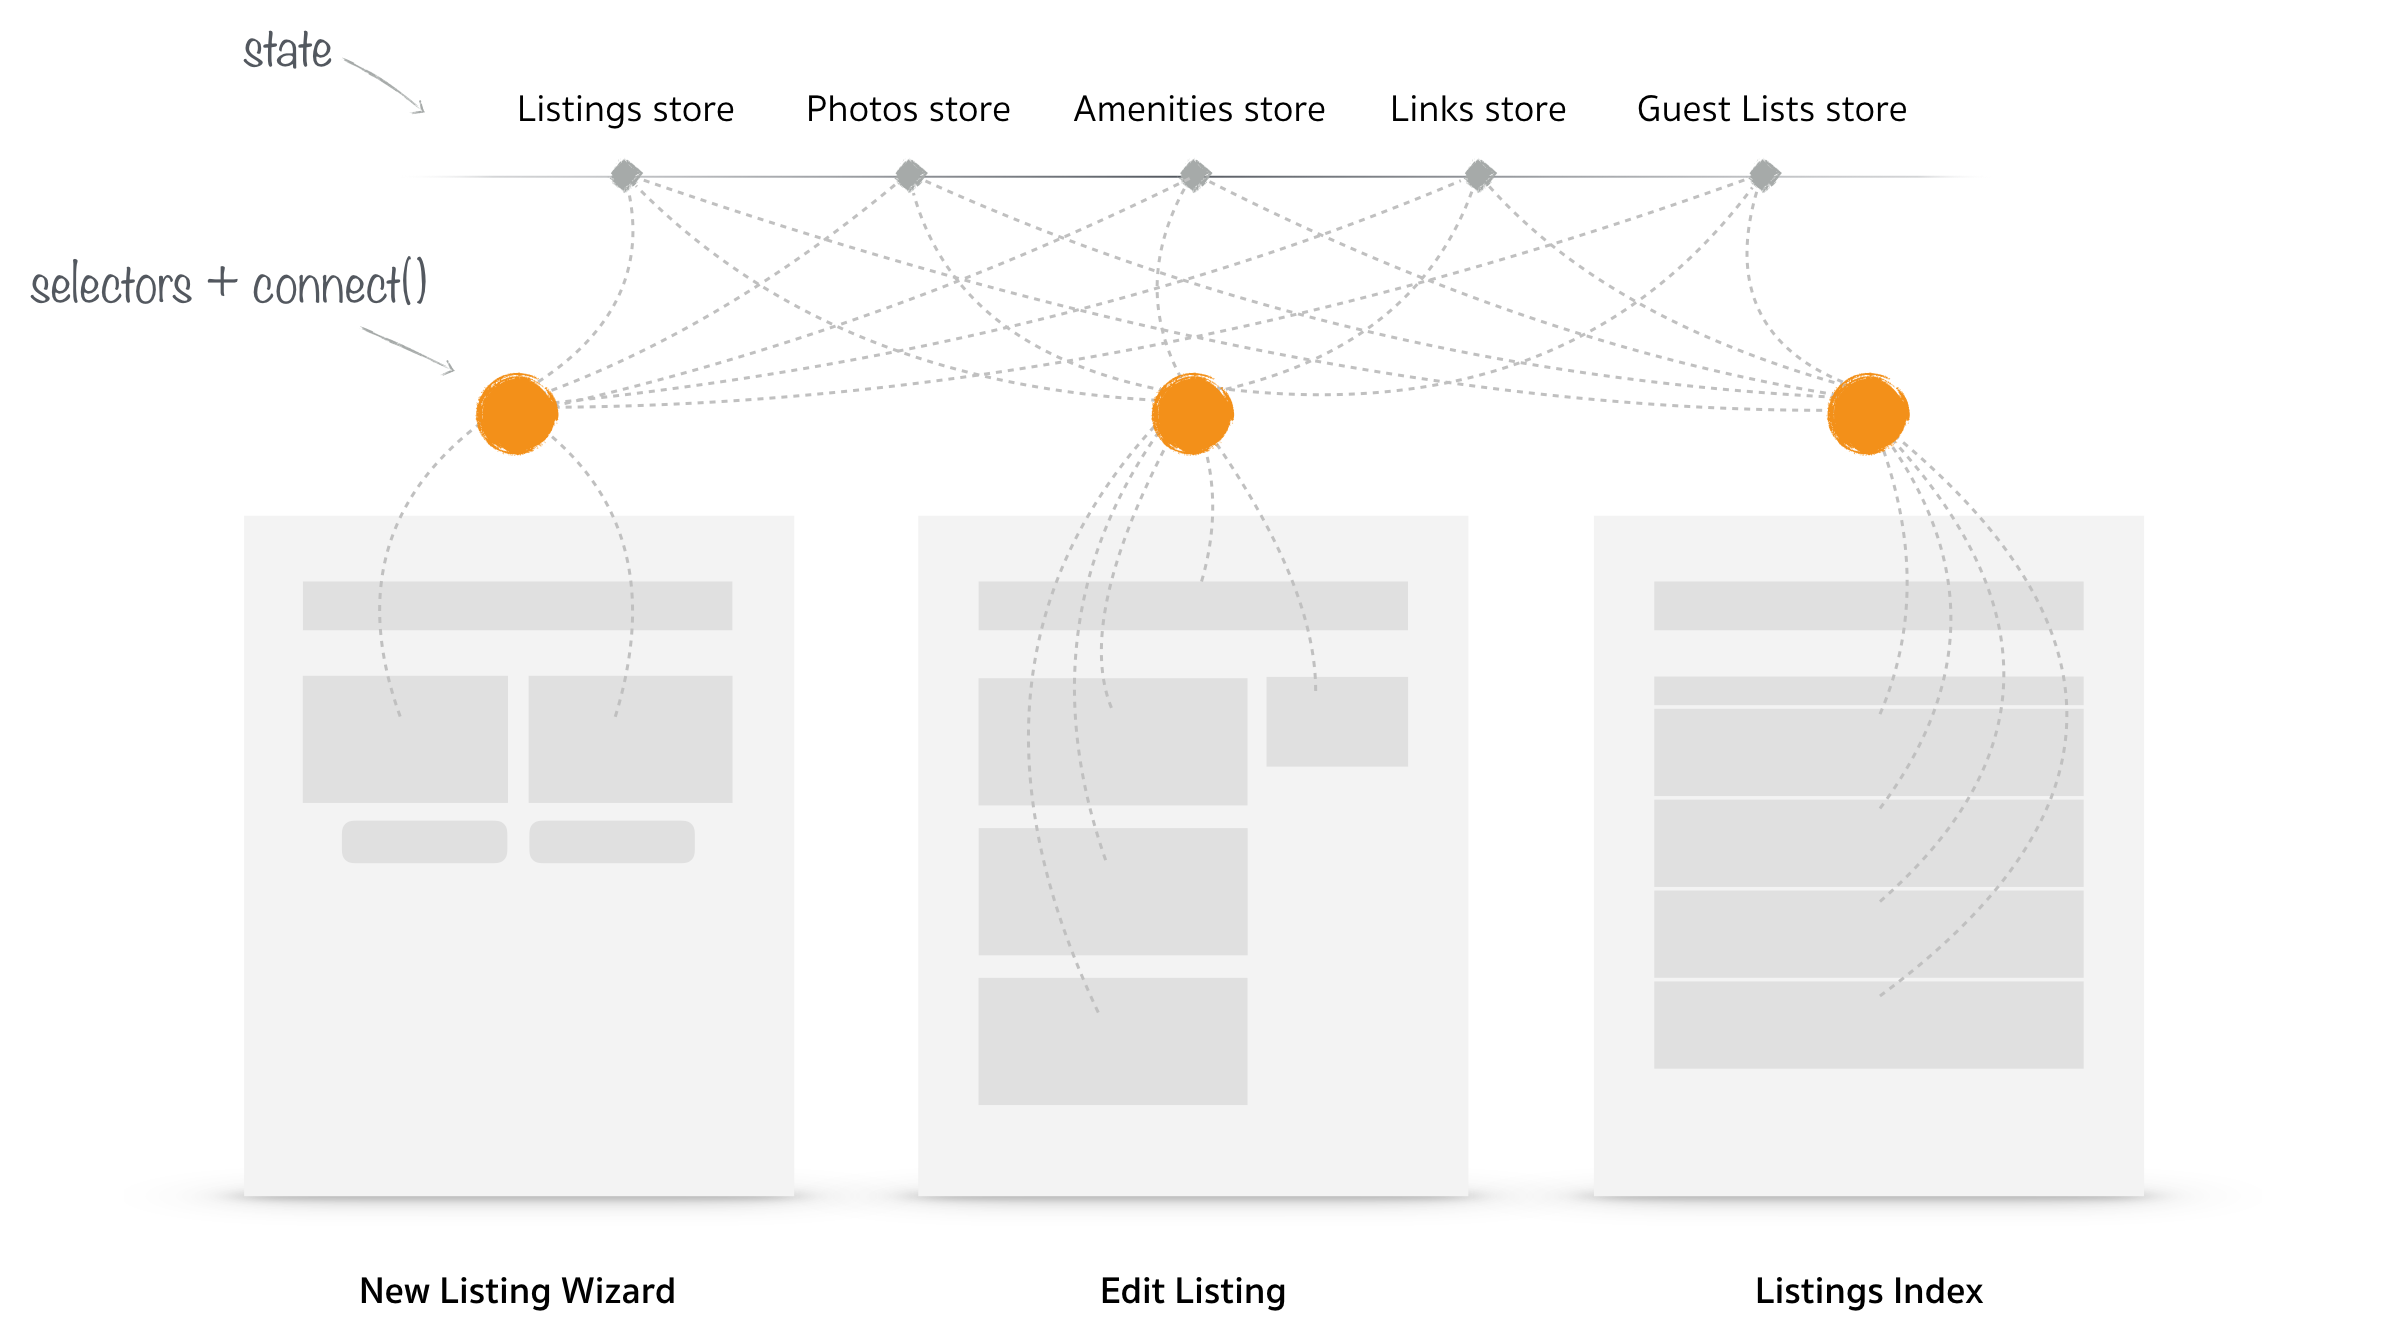 state
Listings store
Photos store
Amenities store
Links store
Guest Lists store
selectors + connect()
New Listing Wizard
Edit Listing
Listings Index